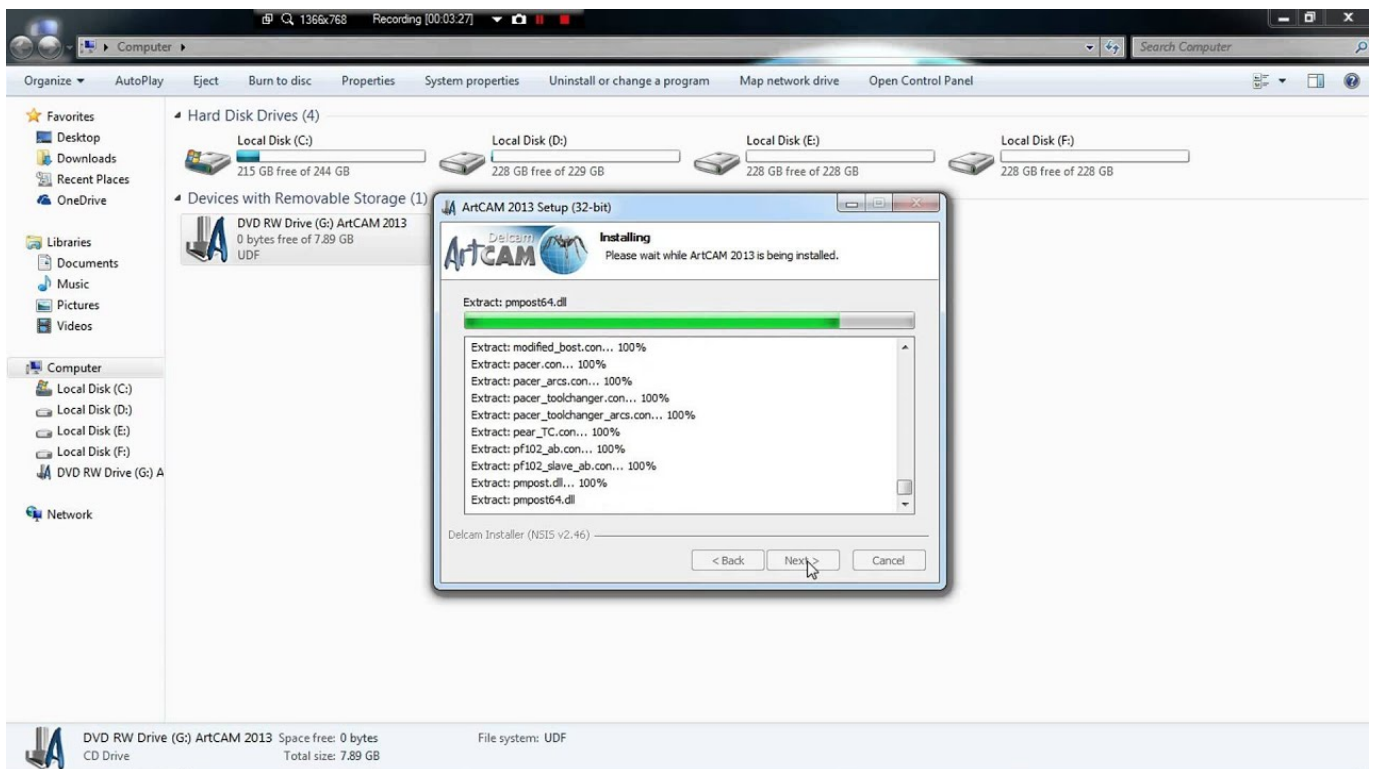 1366x768 Recording [00:03:27]
Computer
Search Computer
Organize AutoPlay Eject Burn to disc Properties System properties Uninstall or change a program Map network drive Open Control Panel
Favorites
Desktop
Downloads
Recent Places
OneDrive
Libraries
Documents
Music
Pictures
Videos
Computer
Local Disk (C:)
Local Disk (D:)
Local Disk (E:)
Local Disk (F:)
DVD RW Drive (G:) A
Network
Hard Disk Drives (4)
Local Disk (C:)
215 GB free of 244 GB
Local Disk (D:)
228 GB free of 229 GB
Local Disk (E:)
228 GB free of 228 GB
Local Disk (F:)
228 GB free of 228 GB
Devices with Removable Storage (1)
DVD RW Drive (G:) ArtCAM 2013
0 bytes free of 7.89 GB
UDF
ArtCAM 2013 Setup (32-bit)
Delcam
ArtCAM
Installing
Please wait while ArtCAM 2013 is being installed.
Extract: pmpost64.dll
Extract: modified_bost.con... 100%
Extract: pacer.con... 100%
Extract: pacer_arcs.con... 100%
Extract: pacer_toolchanger.con... 100%
Extract: pacer_toolchanger_arcs.con... 100%
Extract: pear_TC.con... 100%
Extract: pf102_ab.con... 100%
Extract: pf102_slave_ab.con... 100%
Extract: pmpost.dll... 100%
Extract: pmpost64.dll
Delcam Installer (NSIS v2.46)
< Back Next > Cancel
DVD RW Drive (G:) ArtCAM 2013 Space free: 0 bytes File system: UDF
CD Drive Total size: 7.89 GB